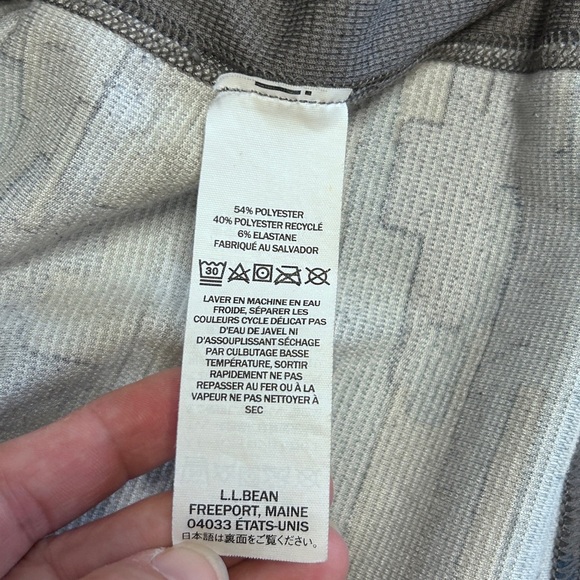 54% POLYESTER
40% POLYESTER RECYCLÉ
6% ELASTANE
FABRIQUÉ AU SALVADOR
30
LAVER EN MACHINE EN EAU
FROIDE, SÉPARER LES
COULEURS CYCLE DÉLICAT PAS
D'EAU DE JAVEL NI
D'ASSOUPLISSANT SÉCHAGE
PAR CULBUTAGE BASSE
TEMPÉRATURE, SORTIR
RAPIDEMENT NE PAS
REPASSER AU FER OU À LA
VAPEUR NE PAS NETTOYER À
SEC
L.L.BEAN
FREEPORT, MAINE
04033 ÉTATS-UNIS
日本語は裏面をご覧ください。